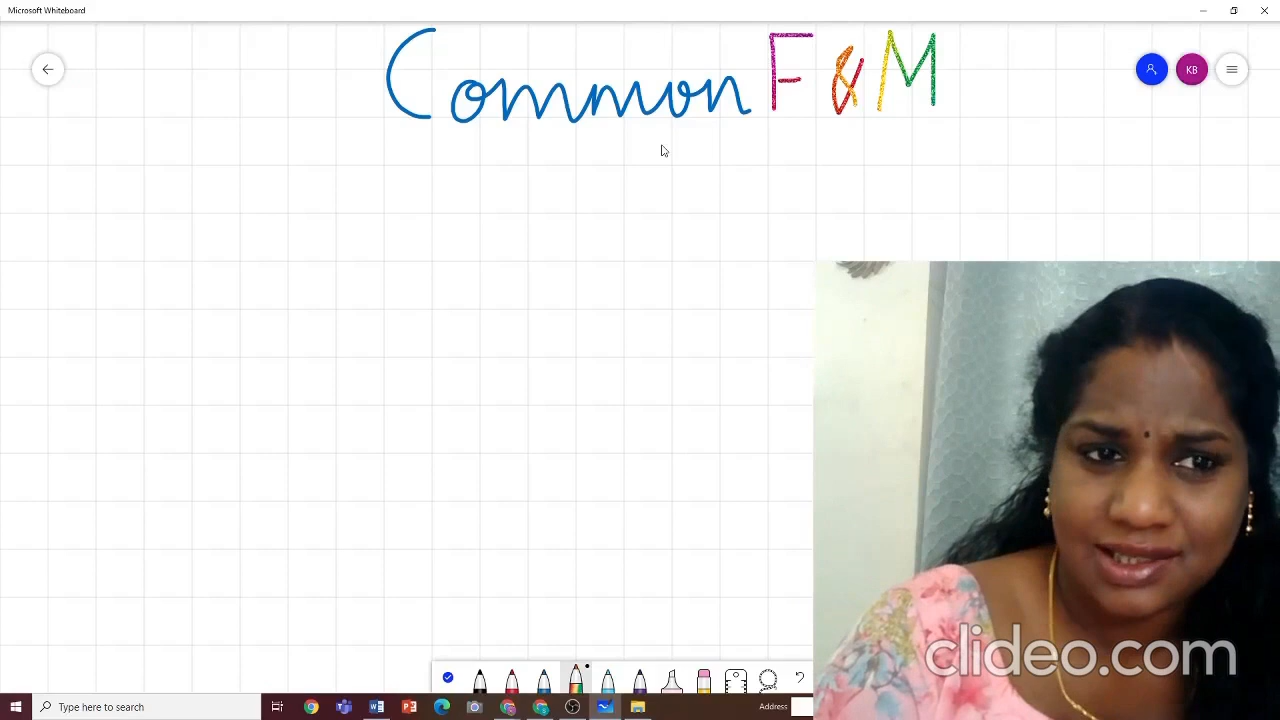 Microsoft Whiteboard
Common F & M
KB
clideo.com
Type here to search
Address